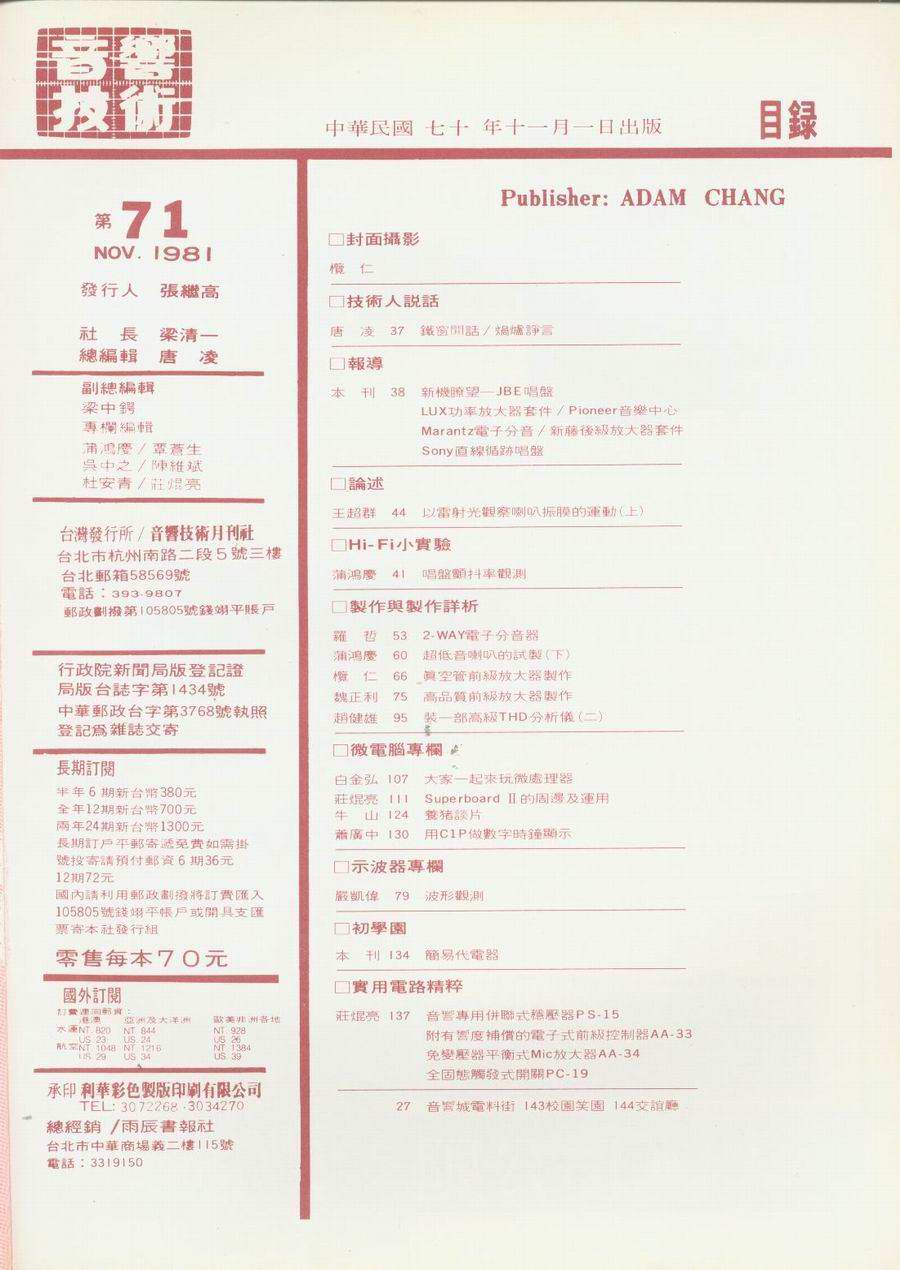 音響
技術
中華民國 七十 年十一月一日出版
目錄
第71
NOV. 1981
發行人 張繼高
社 長 梁清一
總編輯 唐 凌
副總編輯
梁中鍔
專欄編輯
蒲鴻慶／覃蒼生
吳中之／陳維斌
杜安青／莊焜亮
台灣發行所／音響技術月刊社
台北市杭州南路二段5號三樓
台北郵箱58569號
電話：393-9807
郵政劃撥第105805號錢翊平賬戶
行政院新聞局版登記證
局版台誌字第1434號
中華郵政台字第3768號執照
登記爲雜誌交寄
長期訂閱
半年6期新台幣380元
全年12期新台幣700元
兩年24期新台幣1300元
長期訂戶平郵寄遞免費如需掛
號投寄請預付郵資6期36元
12期72元
國內請利用郵政劃撥將訂費匯入
105805號錢翊平帳戶或開具支匯
票寄本社發行組
零售每本70元
國外訂閱
訂費連同郵資：
港澳 亞洲及大洋洲 歐美非洲各地
水運NT. 820 NT. 844 NT. 928
US 23 US. 24 US. 26
航空NT. 1048 NT. 1216 NT. 1384
US. 29 US. 34 US. 39
承印 利華彩色製版印刷有限公司
TEL: 3072268·3034270
總經銷／雨辰書報社
台北市中華商場義二樓115號
電話：3319150
Publisher: ADAM CHANG
□封面攝影
欖 仁
□技術人說話
唐 凌 37 鐵窗閒話／煱爐諍言
□報導
本 刊 38 新機瞭望—JBE唱盤
LUX功率放大器套件／Pioneer音樂中心
Marantz電子分音／新藤後級放大器套件
Sony直線循跡唱盤
□論述
王超群 44 以雷射光觀察喇叭振膜的運動(上)
□Hi-Fi小實驗
蒲鴻慶 41 唱盤顫抖率觀測
□製作與製作詳析
羅 哲 53 2-WAY電子分音器
蒲鴻慶 60 超低音喇叭的試製(下)
欖 仁 66 眞空管前級放大器製作
魏正利 75 高品質前級放大器製作
趙健雄 95 裝一部高級THD分析儀(二)
□微電腦專欄
白金弘 107 大家一起來玩微處理器
莊焜亮 111 Superboard II的周邊及運用
牛 山 124 養猪談片
蕭廣中 130 用C1P做數字時鐘顯示
□示波器專欄
嚴凱偉 79 波形觀測
□初學園
本 刊 134 簡易代電器
□實用電路精粹
莊焜亮 137 音響專用併聯式穩壓器PS-15
附有響度補償的電子式前級控制器AA-33
免變壓器平衡式Mic放大器AA-34
全固態觸發式開關PC-19
27 音響城電料街 143校園笑園 144交誼廳